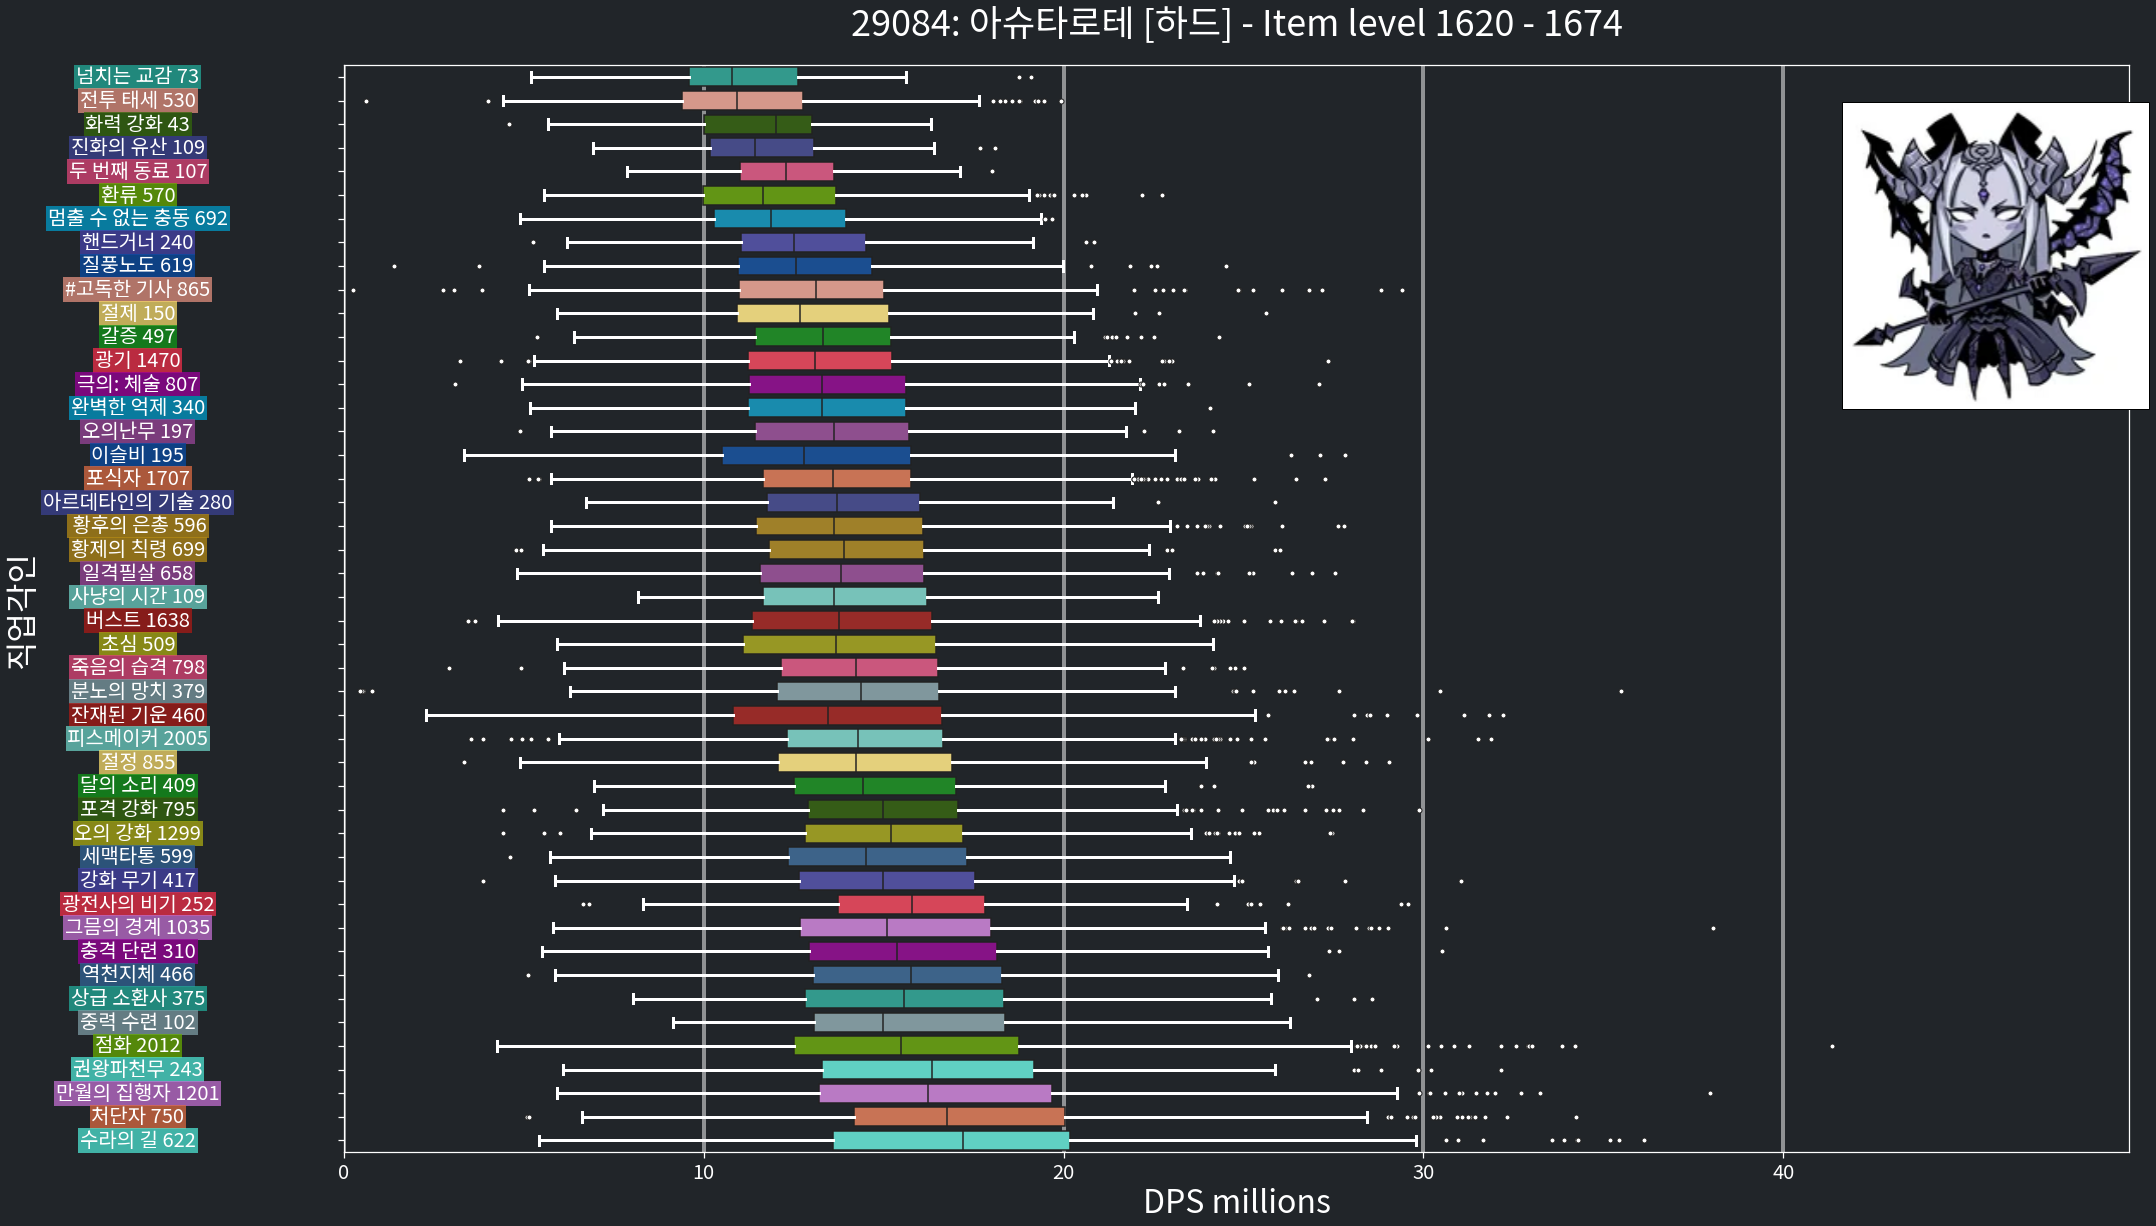 29084: 아슈타로테 [하드] - Item level 1620 - 1674
직업각인
넘치는 교감 73
전투 태세 530
화력 강화 43
진화의 유산 109
두 번째 동료 107
환류 570
멈출 수 없는 충동 692
핸드거너 240
질풍노도 619
#고독한 기사 865
절제 150
갈증 497
광기 1470
극의: 체술 807
완벽한 억제 340
오의난무 197
이슬비 195
포식자 1707
아르데타인의 기술 280
황후의 은총 596
황제의 칙령 699
일격필살 658
사냥의 시간 109
버스트 1638
초심 509
죽음의 습격 798
분노의 망치 379
잔재된 기운 460
피스메이커 2005
절정 855
달의 소리 409
포격 강화 795
오의 강화 1299
세맥타통 599
강화 무기 417
광전사의 비기 252
그믐의 경계 1035
충격 단련 310
역천지체 466
상급 소환사 375
중력 수련 102
점화 2012
권왕파천무 243
만월의 집행자 1201
처단자 750
수라의 길 622
0 10 20 30 40
DPS millions